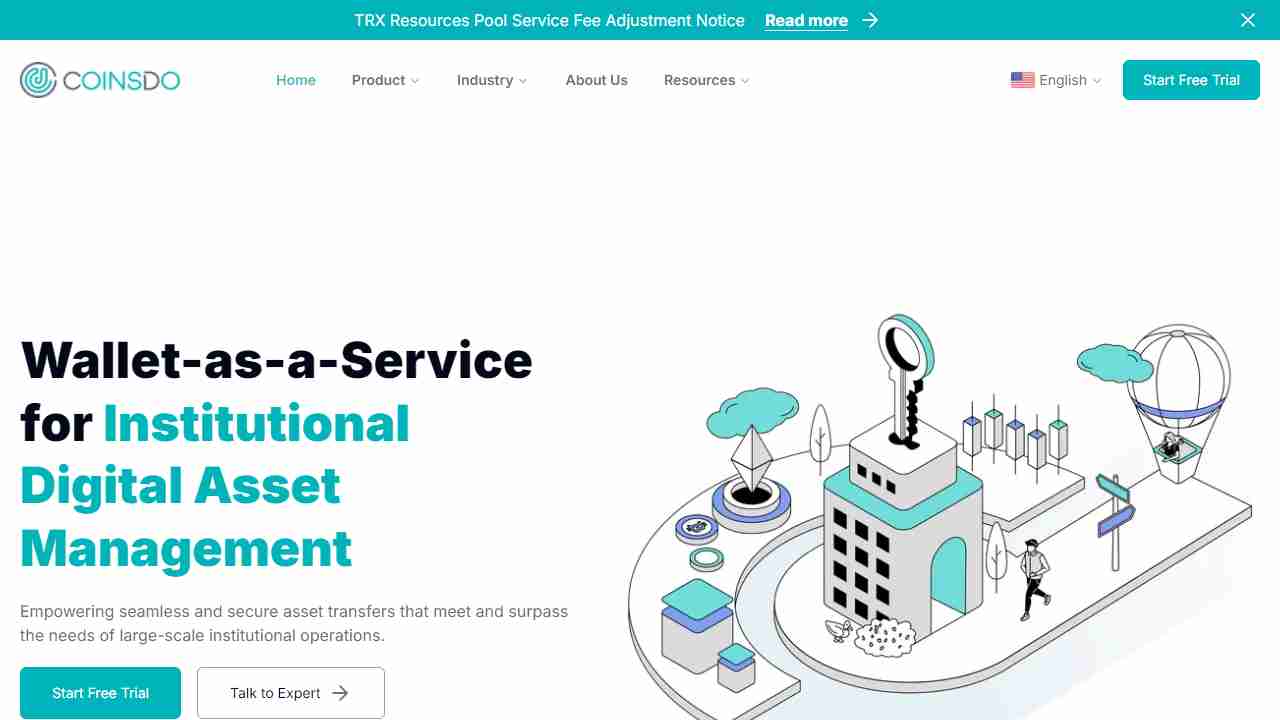 TRX Resources Pool Service Fee Adjustment Notice Read more
COINSDO
Home Product Industry About Us Resources English Start Free Trial
Wallet-as-a-Service
for Institutional
Digital Asset
Management
Empowering seamless and secure asset transfers that meet and surpass
the needs of large-scale institutional operations.
Start Free Trial Talk to Expert